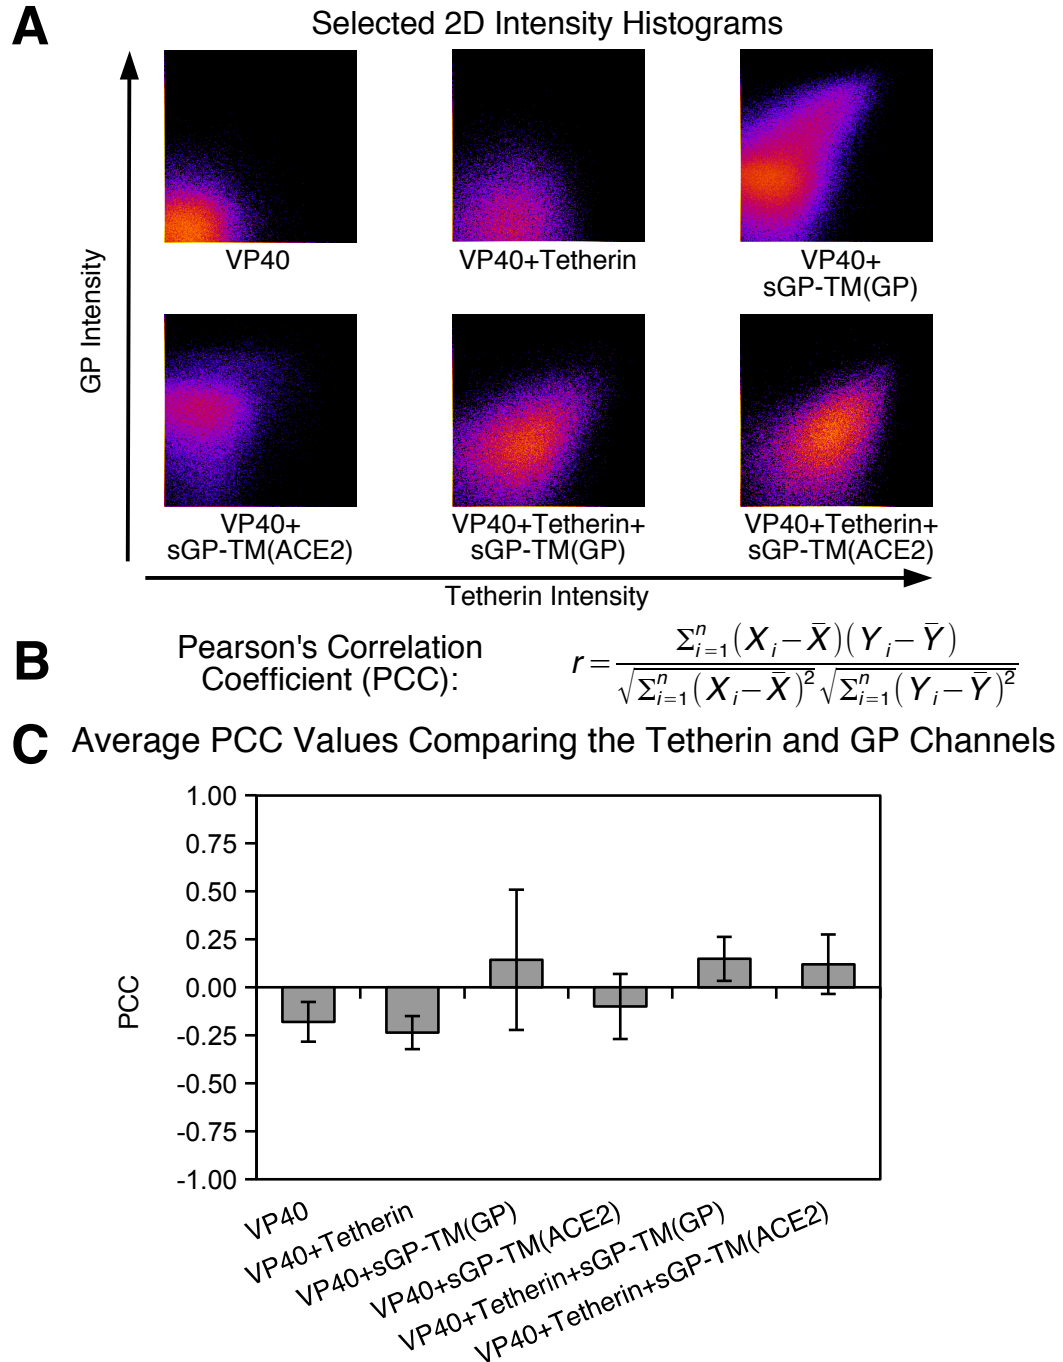 A
Selected 2D Intensity Histograms
GP Intensity
VP40
VP40+Tetherin
VP40+
sGP-TM(GP)
VP40+
sGP-TM(ACE2)
VP40+Tetherin+
sGP-TM(GP)
VP40+Tetherin+
sGP-TM(ACE2)
Tetherin Intensity
B
Pearson's Correlation
Coefficient (PCC):
r = Σⁿᵢ₌₁(Xᵢ − X̄)(Yᵢ − Ȳ) / √Σⁿᵢ₌₁(Xᵢ − X̄)² √Σⁿᵢ₌₁(Yᵢ − Ȳ)²
C
Average PCC Values Comparing the Tetherin and GP Channels
PCC
1.00
0.75
0.50
0.25
0.00
-0.25
-0.50
-0.75
-1.00
VP40
VP40+Tetherin
VP40+sGP-TM(GP)
VP40+sGP-TM(ACE2)
VP40+Tetherin+sGP-TM(GP)
VP40+Tetherin+sGP-TM(ACE2)